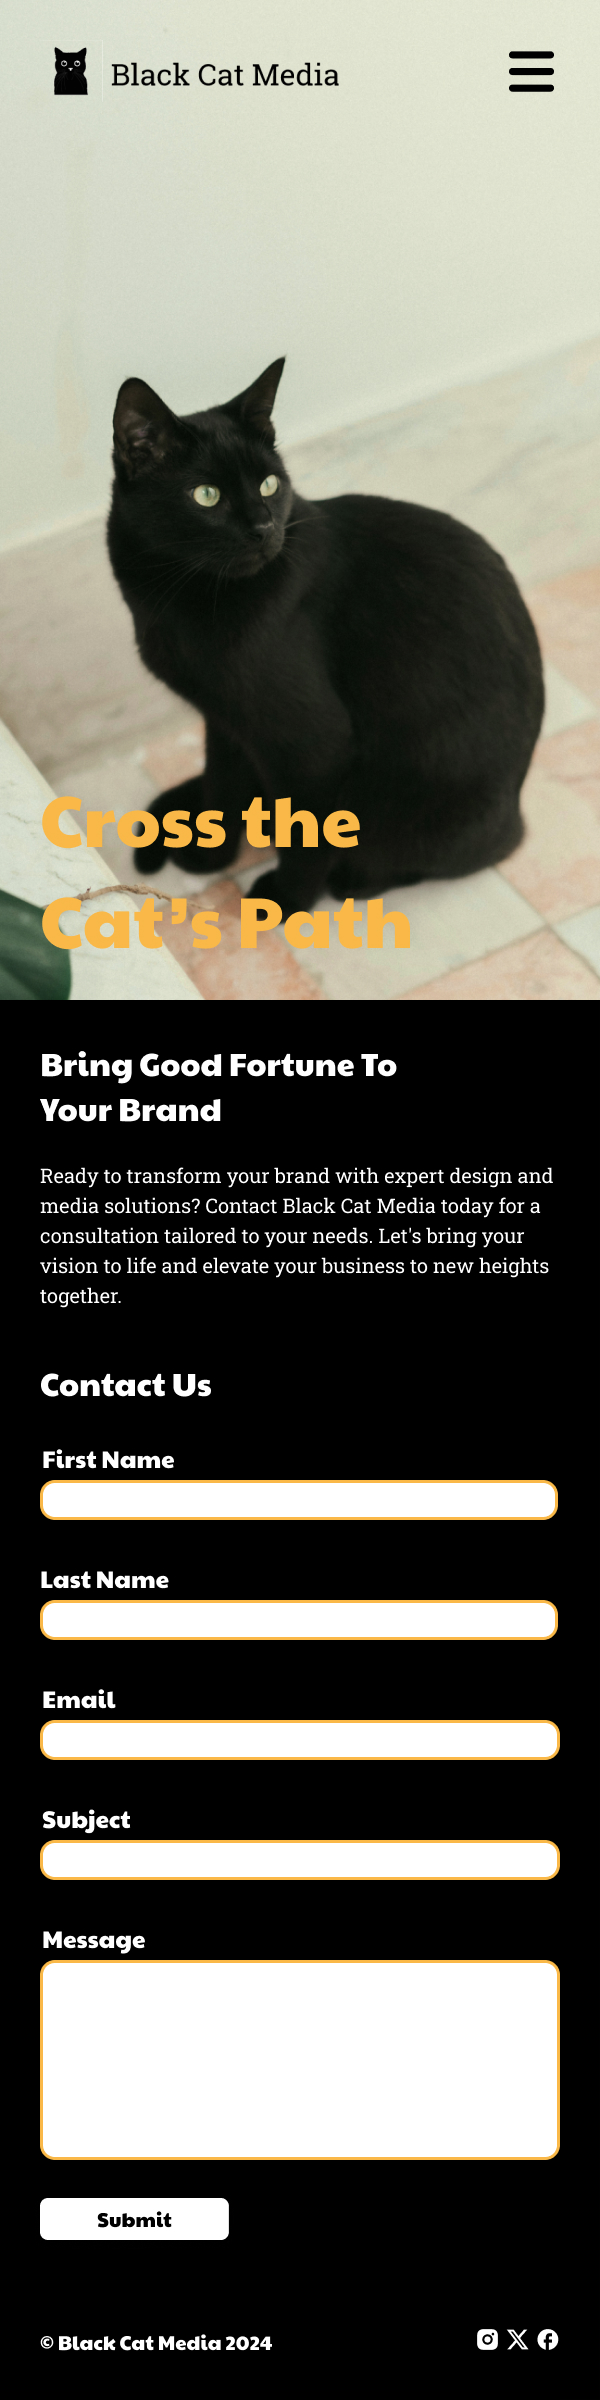 Black Cat Media
Cross the
Cat's Path
Bring Good Fortune To
Your Brand
Ready to transform your brand with expert design and
media solutions? Contact Black Cat Media today for a
consultation tailored to your needs. Let's bring your
vision to life and elevate your business to new heights
together.
Contact Us
First Name
Last Name
Email
Subject
Message
Submit
© Black Cat Media 2024